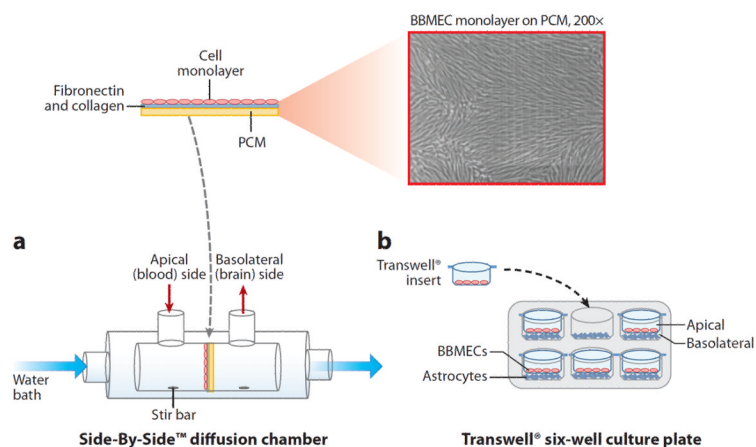 BBMEC monolayer on PCM, 200×
Cell
monolayer
Fibronectin
and collagen
PCM
a
Apical
(blood) side
Basolateral
(brain) side
Water
bath
Stir bar
Side-By-Side™ diffusion chamber
b
Transwell®
insert
Apical
Basolateral
BBMECs
Astrocytes
Transwell® six-well culture plate